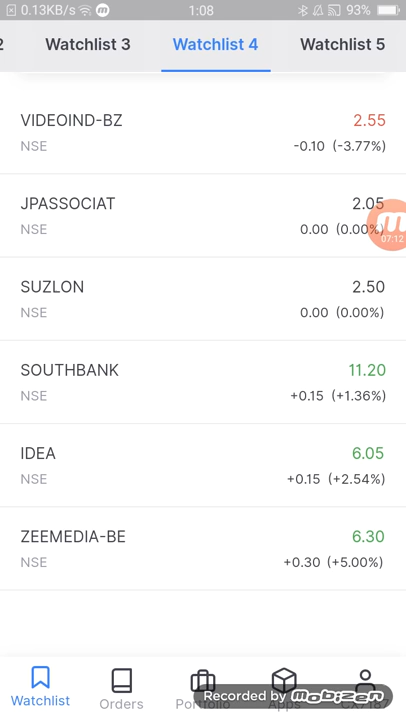 0.13KB/s 1:08 93%
2 Watchlist 3 Watchlist 4 Watchlist 5
VIDEOIND-BZ 2.55
NSE -0.10 (-3.77%)
JPASSOCIAT 2.05
NSE 0.00 (0.00%)
07:12
SUZLON 2.50
NSE 0.00 (0.00%)
SOUTHBANK 11.20
NSE +0.15 (+1.36%)
IDEA 6.05
NSE +0.15 (+2.54%)
ZEEMEDIA-BE 6.30
NSE +0.30 (+5.00%)
Recorded by mobizen
Watchlist Orders Portfolio Apps